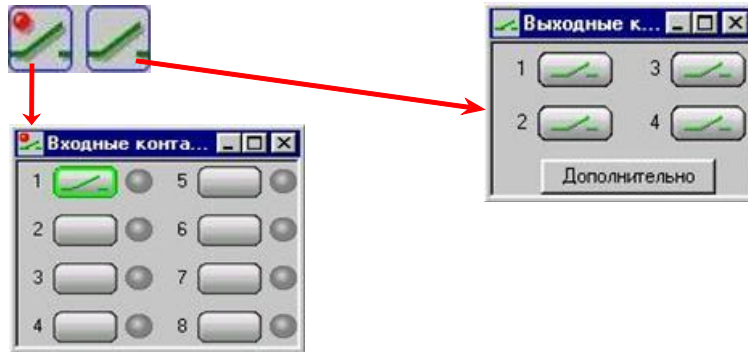 Выходные к...
1 3
2 4
Дополнительно
Входные конта...
1 5
2 6
3 7
4 8